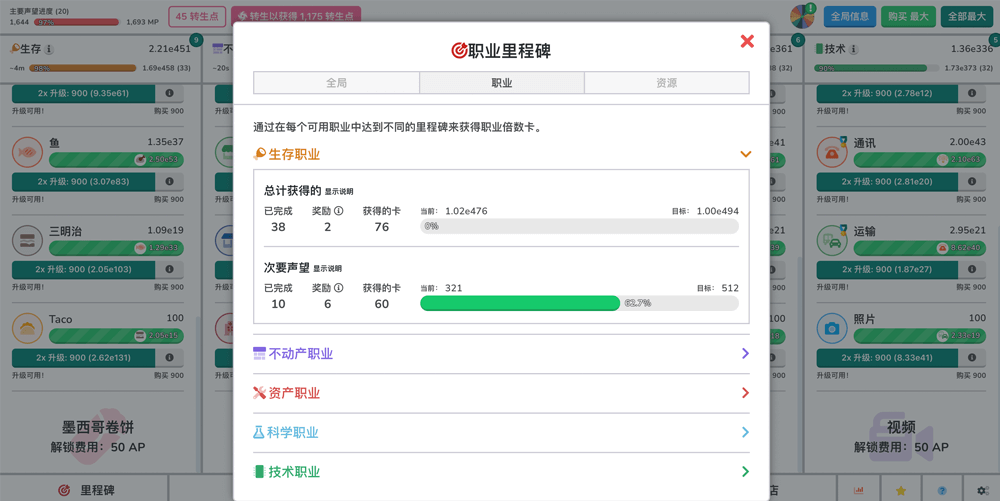 主要声望进度 (20)
1,644
97%
1,693 MP
45 转生点
转生以获得 1,175 转生点
全局信息
购买 最大
全部最大
生存
2.21e451
9
-4m
98%
1.69e458 (33)
不
-20s
6
361
(32)
技术
1.36e336
5
90%
1.73e373 (32)
2x 升级: 900 (9.35e61)
升级可用!
购买 900
鱼
1.35e37
2.50e53
2x 升级: 900 (3.07e83)
升级可用!
购买 900
三明治
1.09e19
1.29e33
2x 升级: 900 (2.05e103)
升级可用!
购买 900
Taco
100
2.05e15
2x 升级: 900 (2.62e131)
升级可用!
购买 900
墨西哥卷饼
解锁费用: 50 AP
里程碑
职业里程碑
全局
职业
资源
通过在每个可用职业中达到不同的里程碑来获得职业倍数卡。
生存职业
总计获得的 显示说明
已完成
奖励
获得的卡
当前: 1.02e476
目标: 1.00e494
38
2
76
0%
次要声望 显示说明
已完成
奖励
获得的卡
当前: 321
目标: 512
10
6
60
62.7%
不动产职业
资产职业
科学职业
技术职业
2x 升级: 900 (2.78e12)
升级可用!
购买 900
通讯
2.00e43
2x 升级: 900 (2.81e20)
升级可用!
购买 900
运输
2.95e21
8.62e40
2x 升级: 900 (1.87e27)
升级可用!
购买 900
照片
100
2.33e19
2x 升级: 900 (8.33e41)
升级可用!
购买 900
视频
解锁费用: 50 AP
店